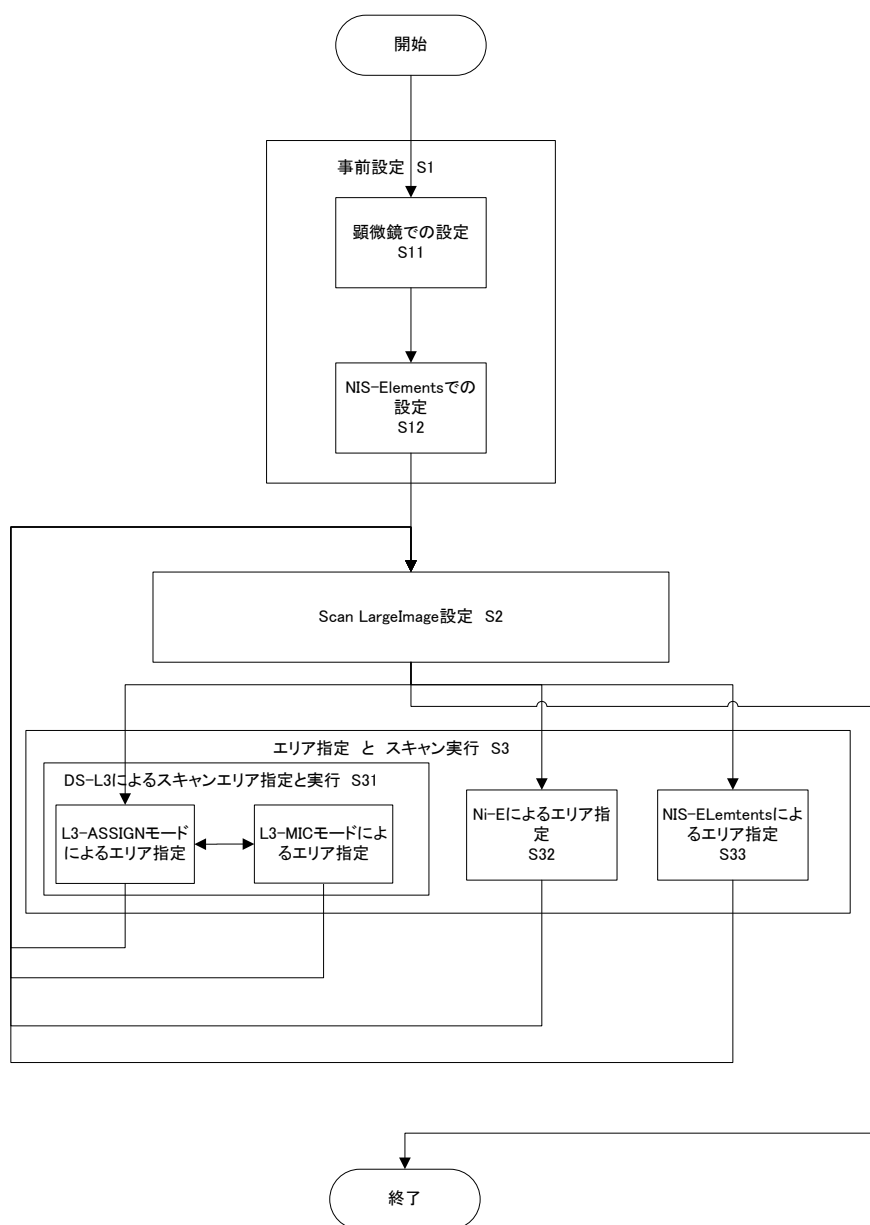 開始
事前設定 S1
顕微鏡での設定
S11
NIS-Elementsでの
設定
S12
Scan LargeImage設定 S2
エリア指定 と スキャン実行 S3
DS-L3によるスキャンエリア指定と実行 S31
L3-ASSIGNモード
によるエリア指定
L3-MICモードによ
るエリア指定
Ni-Eによるエリア指
定
S32
NIS-ELemtentsによ
るエリア指定
S33
終了